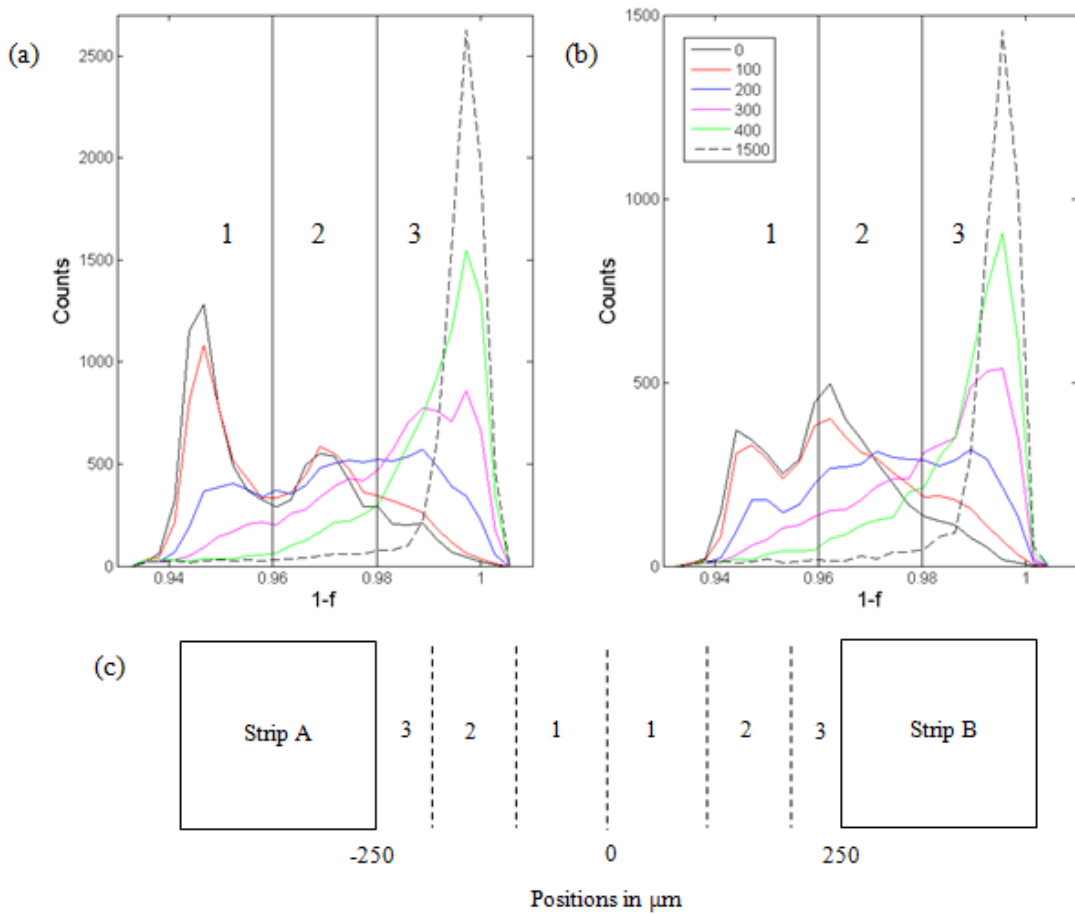 (a)
2500
2000
1500
1000
500
0
Counts
1 2 3
0.94 0.96 0.98 1
1-f
(b)
1500
1000
500
0
Counts
0
100
200
300
400
1500
1 2 3
0.94 0.96 0.98 1
1-f
(c)
Strip A 3 2 1 1 2 3 Strip B
-250 0 250
Positions in μm